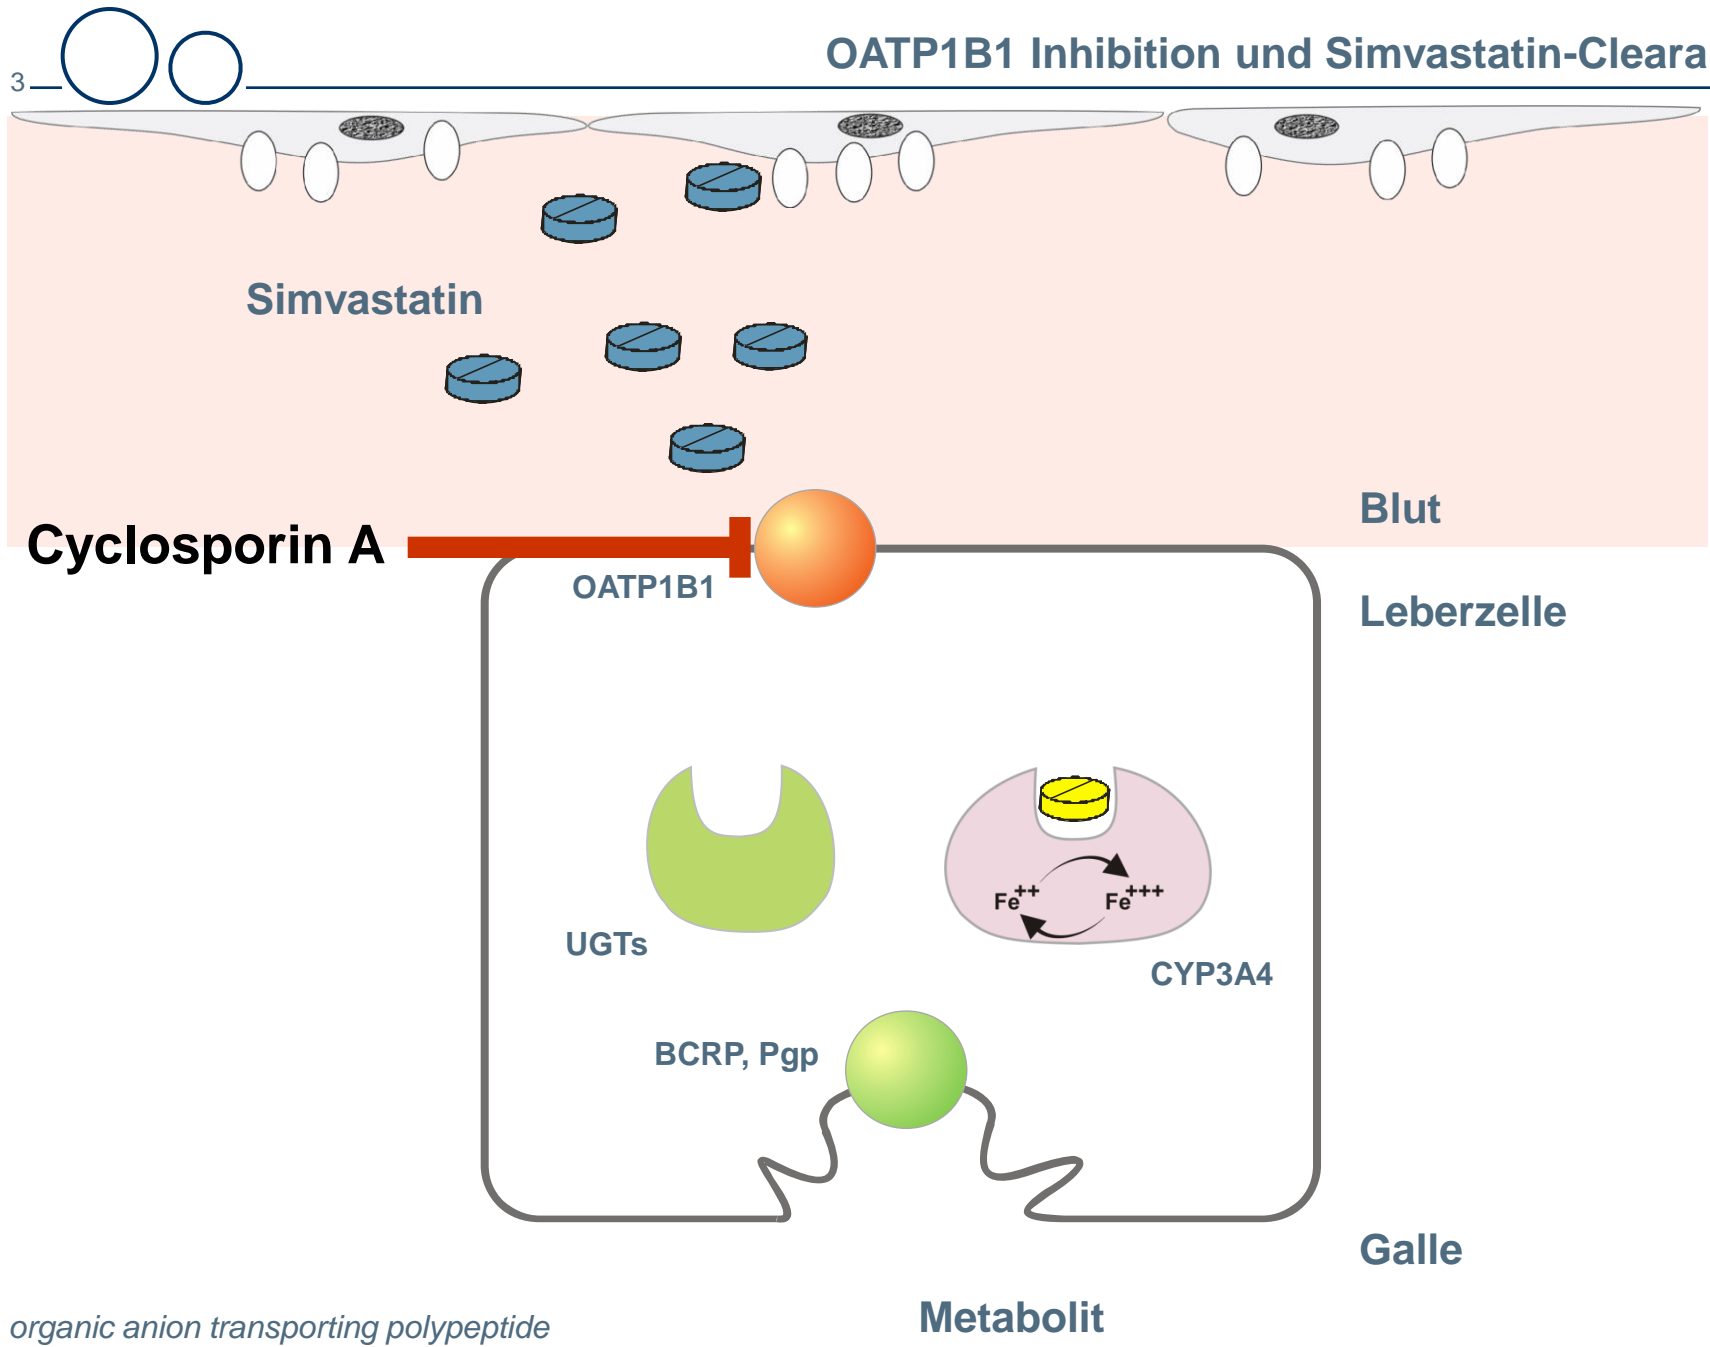 OATP1B1 Inhibition und Simvastatin-Cleara
3
Simvastatin
Blut
Cyclosporin A
OATP1B1
Leberzelle
Fe++ Fe+++
UGTs
CYP3A4
BCRP, Pgp
Galle
Metabolit
organic anion transporting polypeptide